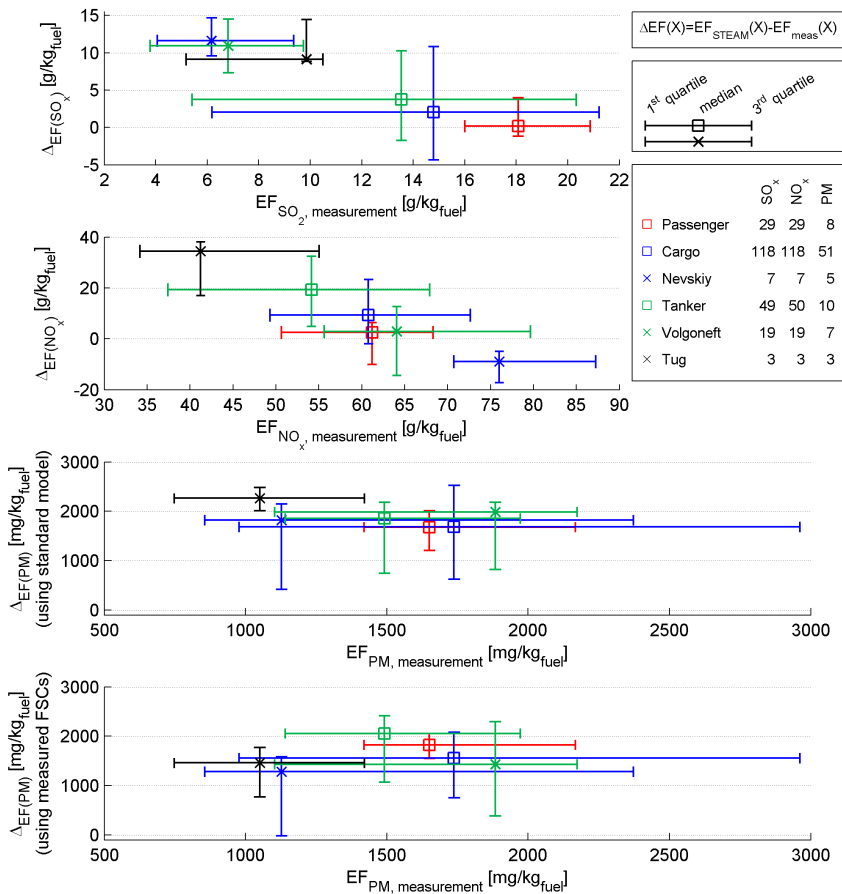 15
10
5
0
-5
2 4 6 8 10 12 14 16 18 20 22
Δ_EF(SO_x) [g/kg_fuel]
EF_SO_2, measurement [g/kg_fuel]
40
20
0
-20
30 35 40 45 50 55 60 65 70 75 80 85 90
Δ_EF(NO_x) [g/kg_fuel]
EF_NO_x, measurement [g/kg_fuel]
3000
2000
1000
0
500 1000 1500 2000 2500 3000
Δ_EF(PM) [mg/kg_fuel]
(using standard model)
EF_PM, measurement [mg/kg_fuel]
3000
2000
1000
0
500 1000 1500 2000 2500 3000
Δ_EF(PM) [mg/kg_fuel]
(using measured FSCs)
EF_PM, measurement [mg/kg_fuel]
ΔEF(X)=EF_STEAM(X)-EF_meas(X)
1^st quartile
median
3^rd quartile
SO_x NO_x PM
Passenger 29 29 8
Cargo 118 118 51
Nevskiy 7 7 5
Tanker 49 50 10
Volgoneft 19 19 7
Tug 3 3 3